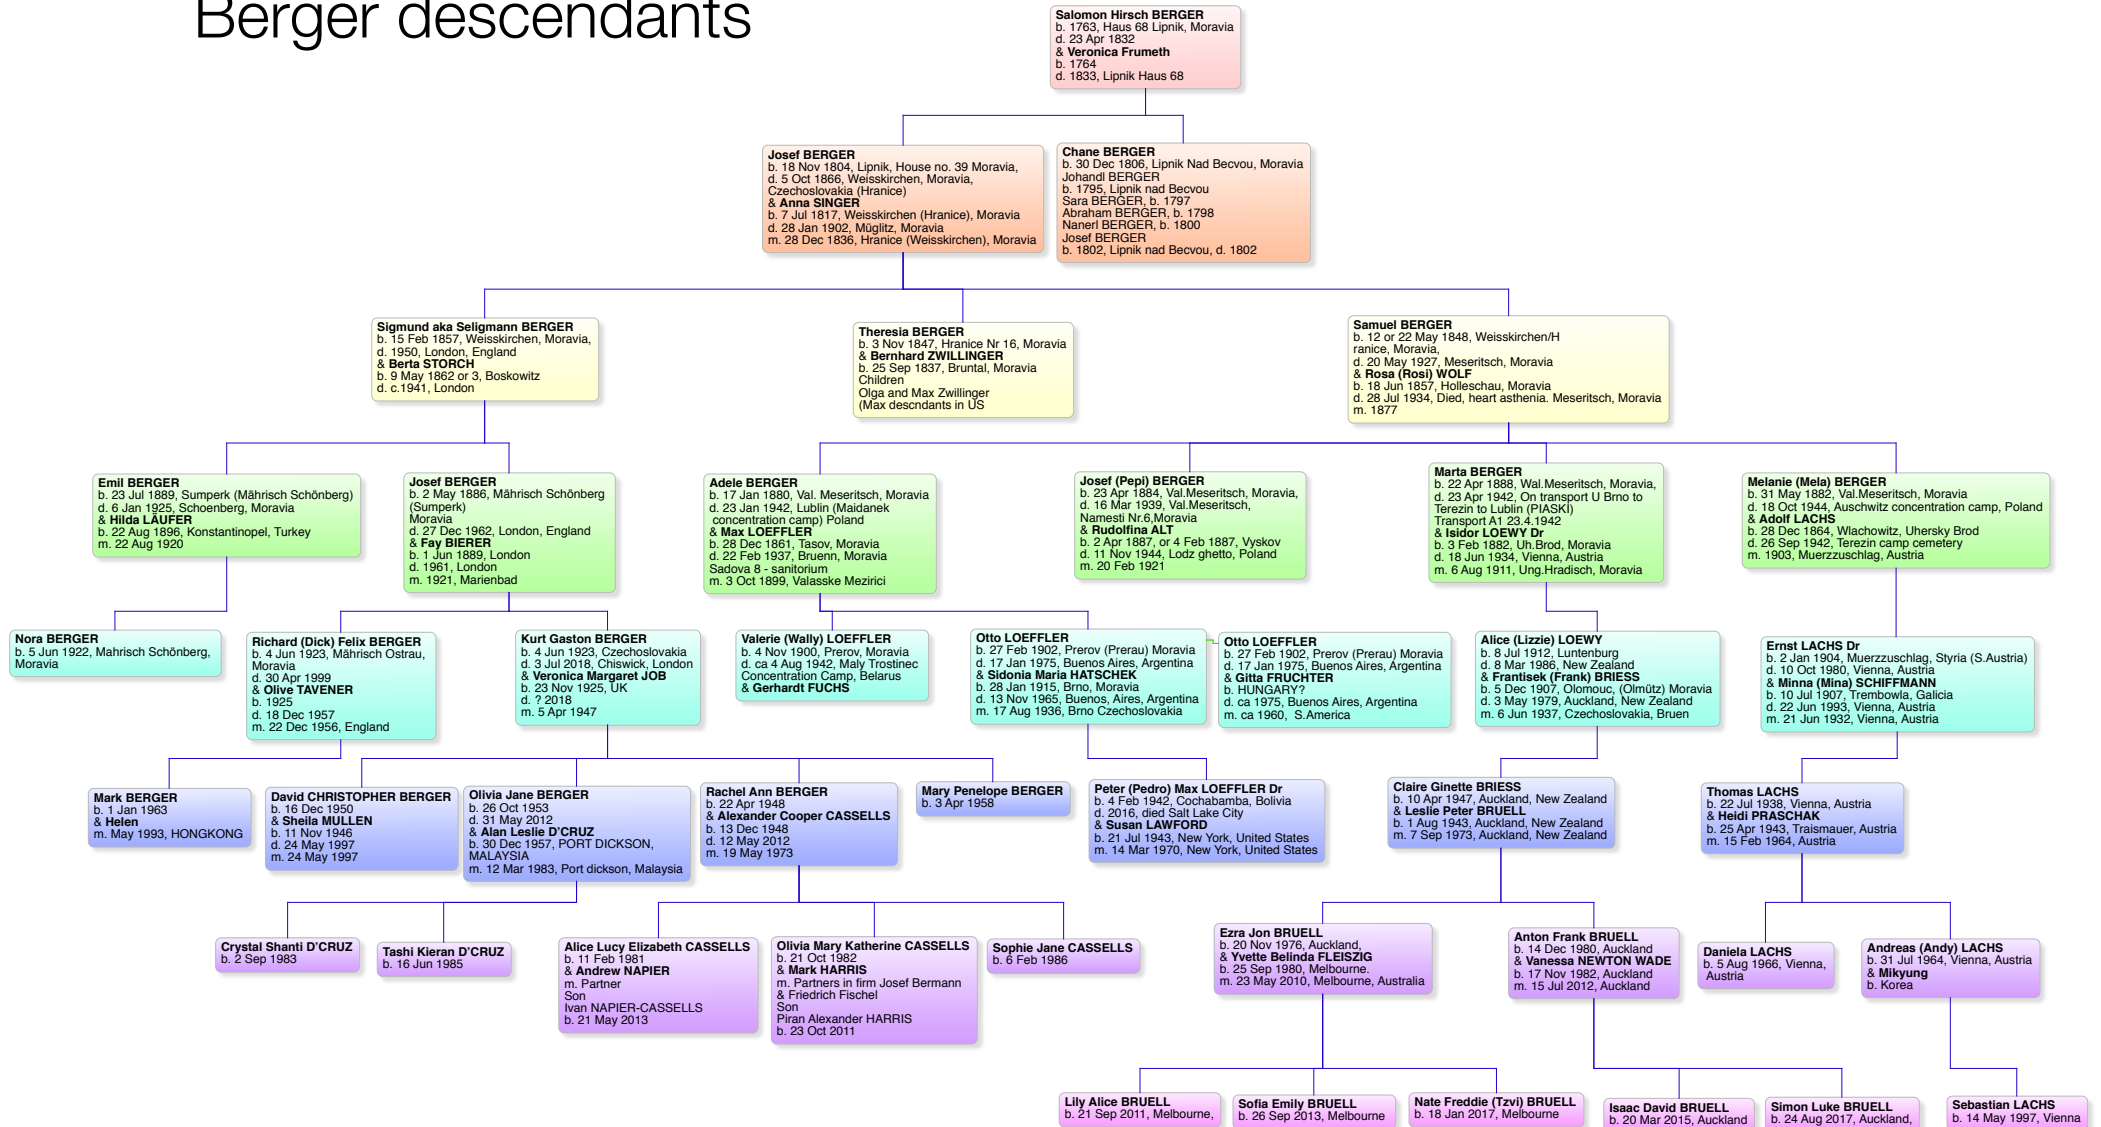 Berger descendants
Salomon Hirsch BERGER
b. 1763, Haus 68 Lipnik, Moravia
d. 23 Apr 1832
& Veronica Frumeth
b. 1764
d. 1833, Lipnik Haus 68
Josef BERGER
b. 18 Nov 1804, Lipnik, House no. 39 Moravia,
d. 5 Oct 1866, Weisskirchen, Moravia,
Czechoslovakia (Hranice)
& Anna SINGER
b. 7 Jul 1817, Weisskirchen (Hranice), Moravia
d. 28 Jan 1902, Müglitz, Moravia
m. 28 Dec 1836, Hranice (Weisskirchen), Moravia
Chane BERGER
b. 30 Dec 1806, Lipnik Nad Becvou, Moravia
Johandl BERGER
b. 1795, Lipnik nad Becvou
Sara BERGER, b. 1797
Abraham BERGER, b. 1798
Nanerl BERGER, b. 1800
Josef BERGER
b. 1802, Lipnik nad Becvou, d. 1802
Sigmund aka Seligmann BERGER
b. 15 Feb 1857, Weisskirchen, Moravia,
d. 1950, London, England
& Berta STORCH
b. 9 May 1862 or 3, Boskowitz
d. c.1941, London
Theresia BERGER
b. 3 Nov 1847, Hranice Nr 16, Moravia
& Bernhard ZWILLINGER
b. 25 Sep 1837, Bruntal, Moravia
Children
Olga and Max Zwillinger
(Max descndants in US
Samuel BERGER
b. 12 or 22 May 1848, Weisskirchen/H
ranice, Moravia,
d. 20 May 1927, Meseritsch, Moravia
& Rosa (Rosi) WOLF
b. 18 Jun 1857, Holleschau, Moravia
d. 28 Jul 1934, Died, heart asthenia. Meseritsch, Moravia
m. 1877
Emil BERGER
b. 23 Jul 1889, Sumperk (Mährisch Schönberg)
d. 6 Jan 1925, Schoenberg, Moravia
& Hilda LÄUFER
b. 22 Aug 1896, Konstantinopel, Turkey
m. 22 Aug 1920
Josef BERGER
b. 2 May 1886, Mährisch Schönberg
(Sumperk)
Moravia
d. 27 Dec 1962, London, England
& Fay BIERER
b. 1 Jun 1889, London
d. 1961, London
m. 1921, Marienbad
Adele BERGER
b. 17 Jan 1880, Val. Meseritsch, Moravia
d. 23 Jan 1942, Lublin (Maidanek
concentration camp) Poland
& Max LOEFFLER
b. 28 Dec 1861, Tasov, Moravia
d. 22 Feb 1937, Bruenn, Moravia
Sadova 8 - sanitorium
m. 3 Oct 1899, Valasske Mezirici
Josef (Pepi) BERGER
b. 23 Apr 1884, Val.Meseritsch, Moravia,
d. 16 Mar 1939, Val.Meseritsch,
Namesti Nr.6,Moravia
& Rudolfina ALT
b. 2 Apr 1887, or 4 Feb 1887, Vyskov
d. 11 Nov 1944, Lodz ghetto, Poland
m. 20 Feb 1921
Marta BERGER
b. 22 Apr 1888, Wal.Meseritsch, Moravia,
d. 23 Apr 1942, On transport U Brno to
Terezin to Lublin (PIASKI)
Transport A1 23.4.1942
& Isidor LOEWY Dr
b. 3 Feb 1882, Uh.Brod, Moravia
d. 18 Jun 1934, Vienna, Austria
m. 6 Aug 1911, Ung.Hradisch, Moravia
Melanie (Mela) BERGER
b. 31 May 1882, Val.Meseritsch, Moravia
d. 18 Oct 1944, Auschwitz concentration camp, Poland
& Adolf LACHS
b. 28 Dec 1864, Wlachowitz, Uhersky Brod
d. 26 Sep 1942, Terezin camp cemetery
m. 1903, Muerzzuschlag, Austria
Nora BERGER
b. 5 Jun 1922, Mahrisch Schönberg,
Moravia
Richard (Dick) Felix BERGER
b. 4 Jun 1923, Mährisch Ostrau,
Moravia
d. 30 Apr 1999
& Olive TAVENER
b. 1925
d. 18 Dec 1957
m. 22 Dec 1956, England
Kurt Gaston BERGER
b. 4 Jun 1923, Czechoslovakia
d. 3 Jul 2018, Chiswick, London
& Veronica Margaret JOB
b. 23 Nov 1925, UK
d. ? 2018
m. 5 Apr 1947
Valerie (Wally) LOEFFLER
b. 4 Nov 1900, Prerov, Moravia
d. ca 4 Aug 1942, Maly Trostinec
Concentration Camp, Belarus
& Gerhardt FUCHS
Otto LOEFFLER
b. 27 Feb 1902, Prerov (Prerau) Moravia
d. 17 Jan 1975, Buenos Aires, Argentina
& Sidonia Maria HATSCHEK
b. 28 Jan 1915, Brno, Moravia
d. 13 Nov 1965, Buenos, Aires, Argentina
m. 17 Aug 1936, Brno Czechoslovakia
Otto LOEFFLER
b. 27 Feb 1902, Prerov (Prerau) Moravia
d. 17 Jan 1975, Buenos Aires, Argentina
& Gitta FRUCHTER
b. HUNGARY?
d. ca 1975, Buenos Aires, Argentina
m. ca 1960, S.America
Alice (Lizzie) LOEWY
b. 8 Jul 1912, Luntenburg
d. 8 Mar 1986, New Zealand
& Frantisek (Frank) BRIESS
b. 5 Dec 1907, Olomouc, (Olmütz) Moravia
d. 3 May 1979, Auckland, New Zealand
m. 6 Jun 1937, Czechoslovakia, Bruen
Ernst LACHS Dr
b. 2 Jan 1904, Muerzzuschlag, Styria (S.Austria)
d. 10 Oct 1980, Vienna, Austria
& Minna (Mina) SCHIFFMANN
b. 10 Jul 1907, Trembowla, Galicia
d. 22 Jun 1993, Vienna, Austria
m. 21 Jun 1932, Vienna, Austria
Mark BERGER
b. 1 Jan 1963
& Helen
m. May 1993, HONGKONG
David CHRISTOPHER BERGER
b. 16 Dec 1950
& Sheila MULLEN
b. 11 Nov 1946
d. 24 May 1997
m. 24 May 1997
Olivia Jane BERGER
b. 26 Oct 1953
d. 31 May 2012
& Alan Leslie D'CRUZ
b. 30 Dec 1957, PORT DICKSON,
MALAYSIA
m. 12 Mar 1983, Port dickson, Malaysia
Rachel Ann BERGER
b. 22 Apr 1948
& Alexander Cooper CASSELLS
b. 13 Dec 1948
d. 12 May 2012
m. 19 May 1973
Mary Penelope BERGER
b. 3 Apr 1958
Peter (Pedro) Max LOEFFLER Dr
b. 4 Feb 1942, Cochabamba, Bolivia
d. 2016, died Salt Lake City
& Susan LAWFORD
b. 21 Jul 1943, New York, United States
m. 14 Mar 1970, New York, United States
Claire Ginette BRIESS
b. 10 Apr 1947, Auckland, New Zealand
& Leslie Peter BRUELL
b. 1 Aug 1943, Auckland, New Zealand
m. 7 Sep 1973, Auckland, New Zealand
Thomas LACHS
b. 22 Jul 1938, Vienna, Austria
& Heidi PRASCHAK
b. 25 Apr 1943, Traismauer, Austria
m. 15 Feb 1964, Austria
Crystal Shanti D'CRUZ
b. 2 Sep 1983
Tashi Kieran D'CRUZ
b. 16 Jun 1985
Alice Lucy Elizabeth CASSELLS
b. 11 Feb 1981
& Andrew NAPIER
m. Partner
Son
Ivan NAPIER-CASSELLS
b. 21 May 2013
Olivia Mary Katherine CASSELLS
b. 21 Oct 1982
& Mark HARRIS
m. Partners in firm Josef Bermann
& Friedrich Fischel
Son
Piran Alexander HARRIS
b. 23 Oct 2011
Sophie Jane CASSELLS
b. 6 Feb 1986
Ezra Jon BRUELL
b. 20 Nov 1976, Auckland,
& Yvette Belinda FLEISZIG
b. 25 Sep 1980, Melbourne.
m. 23 May 2010, Melbourne, Australia
Anton Frank BRUELL
b. 14 Dec 1980, Auckland
& Vanessa NEWTON WADE
b. 17 Nov 1982, Auckland
m. 15 Jul 2012, Auckland
Daniela LACHS
b. 5 Aug 1966, Vienna,
Austria
Andreas (Andy) LACHS
b. 31 Jul 1964, Vienna, Austria
& Mikyung
b. Korea
Lily Alice BRUELL
b. 21 Sep 2011, Melbourne,
Sofia Emily BRUELL
b. 26 Sep 2013, Melbourne
Nate Freddie (Tzvi) BRUELL
b. 18 Jan 2017, Melbourne
Isaac David BRUELL
b. 20 Mar 2015, Auckland
Simon Luke BRUELL
b. 24 Aug 2017, Auckland,
Sebastian LACHS
b. 14 May 1997, Vienna